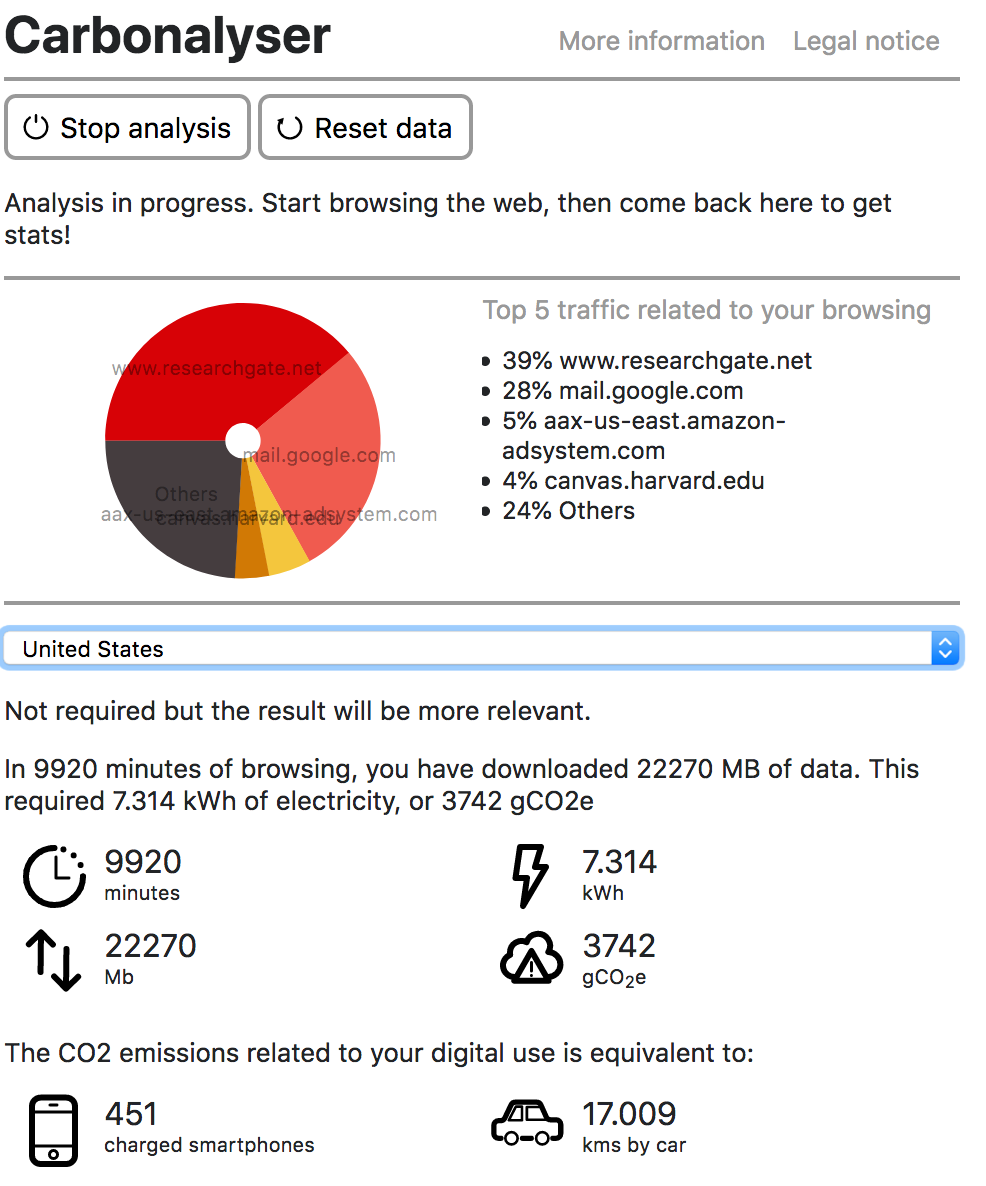 Carbonalyser
More information
Legal notice
Stop analysis
Reset data
Analysis in progress. Start browsing the web, then come back here to get
stats!
www.researchgate.net
mail.google.com
Others
aax-us-east.amazon-adsystem.com
canvas.harvard.edu
Top 5 traffic related to your browsing
39% www.researchgate.net
28% mail.google.com
5% aax-us-east.amazon-
adsystem.com
4% canvas.harvard.edu
24% Others
United States
Not required but the result will be more relevant.
In 9920 minutes of browsing, you have downloaded 22270 MB of data. This
required 7.314 kWh of electricity, or 3742 gCO2e
9920
minutes
7.314
kWh
22270
Mb
3742
gCO₂e
The CO2 emissions related to your digital use is equivalent to:
451
charged smartphones
17.009
kms by car